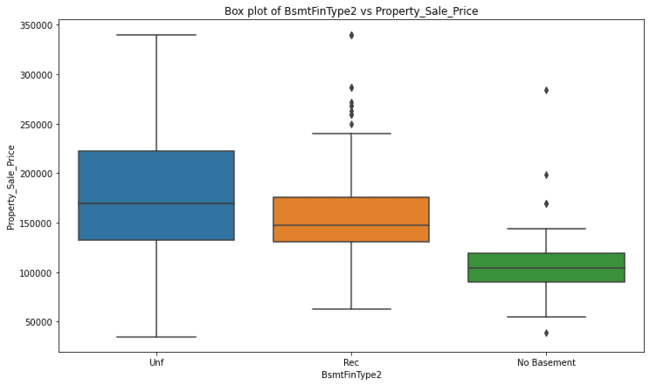 Box plot of BsmtFinType2 vs Property_Sale_Price
350000
300000
250000
200000
150000
100000
50000
Property_Sale_Price
Unf
Rec
No Basement
BsmtFinType2